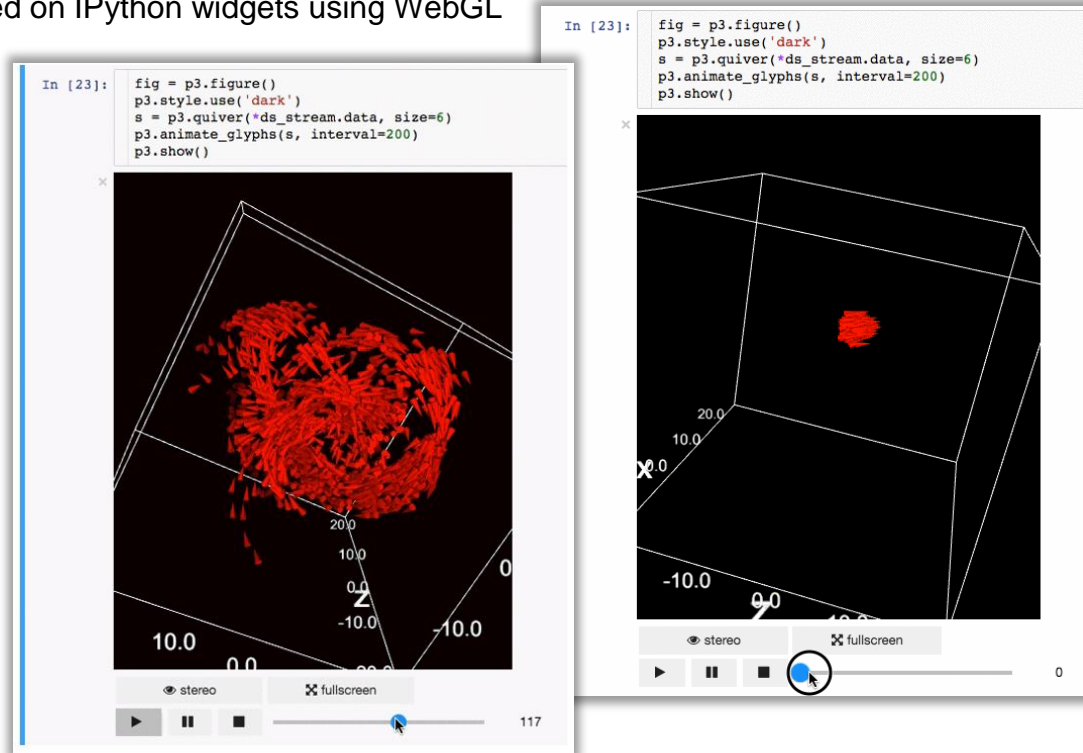 ed on IPython widgets using WebGL
In [23]: fig = p3.figure()
p3.style.use('dark')
s = p3.quiver(*ds_stream.data, size=6)
p3.animate_glyphs(s, interval=200)
p3.show()
20.0
10.0
0.0
Z
-10.0
0
-10.0
10.0
0.0
stereo
fullscreen
117
In [23]: fig = p3.figure()
p3.style.use('dark')
s = p3.quiver(*ds_stream.data, size=6)
p3.animate_glyphs(s, interval=200)
p3.show()
20.0
10.0
X 0.0
-10.0
0.0
Z
stereo
fullscreen
0